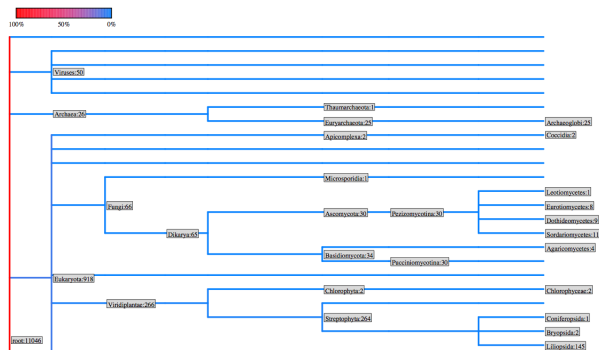 100% 50% 0%
Viruses:50
Thaumarchaeota:1
Archaea:26
Euryarchaeota:25 Archaeoglobi:25
Apicomplexa:2 Coccidia:2
Microsporidia:1
Leotiomycetes:1
Fungi:66 Eurotiomycetes:8
Ascomycota:30 Pezizomycotina:30
Dothideomycetes:9
Dikarya:65 Sordariomycetes:11
Agaricomycetes:4
Basidiomycota:34
Pucciniomycotina:30
Eukaryota:918
Chlorophyta:2 Chlorophyceae:2
Viridiplantae:266
Streptophyta:264 Coniferopsida:1
Bryopsida:2
root:11046 Liliopsida:145